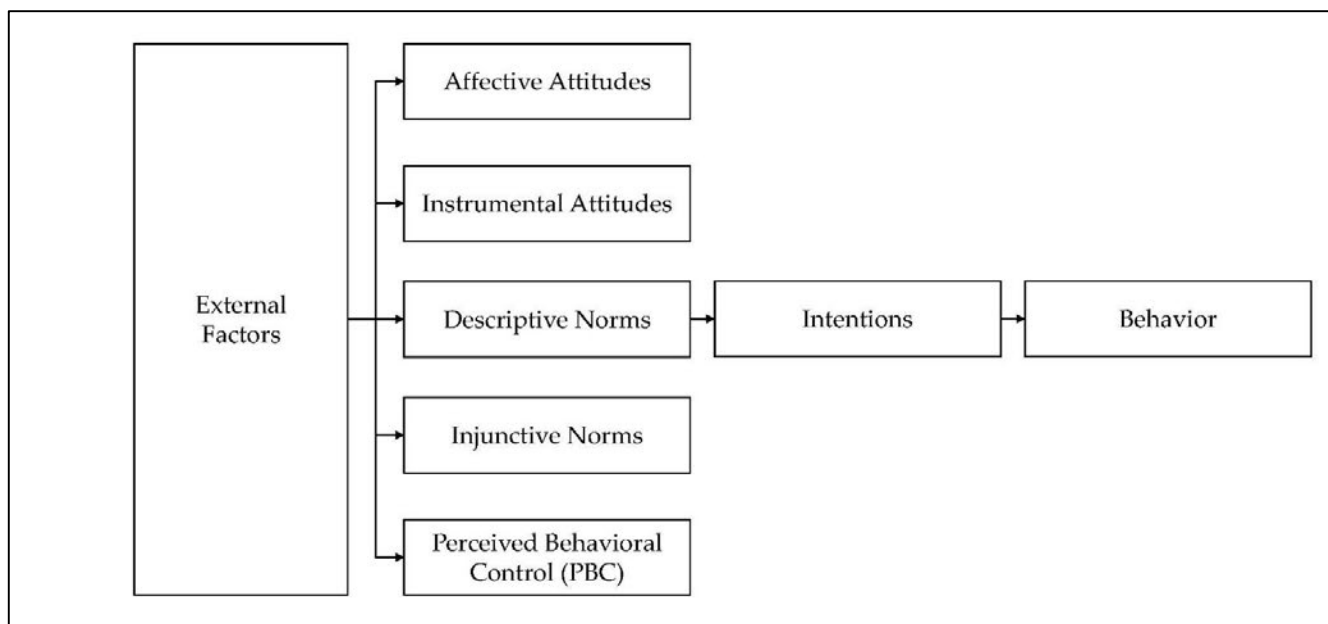 External
Factors
Affective Attitudes
Instrumental Attitudes
Descriptive Norms
Injunctive Norms
Perceived Behavioral
Control (PBC)
Intentions
Behavior